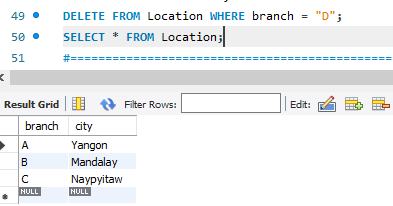 49 DELETE FROM Location WHERE branch = "D";
50 SELECT * FROM Location;
51 #================================================
Result Grid Filter Rows: Edit:
branch city
A Yangon
B Mandalay
C Naypyitaw
NULL NULL